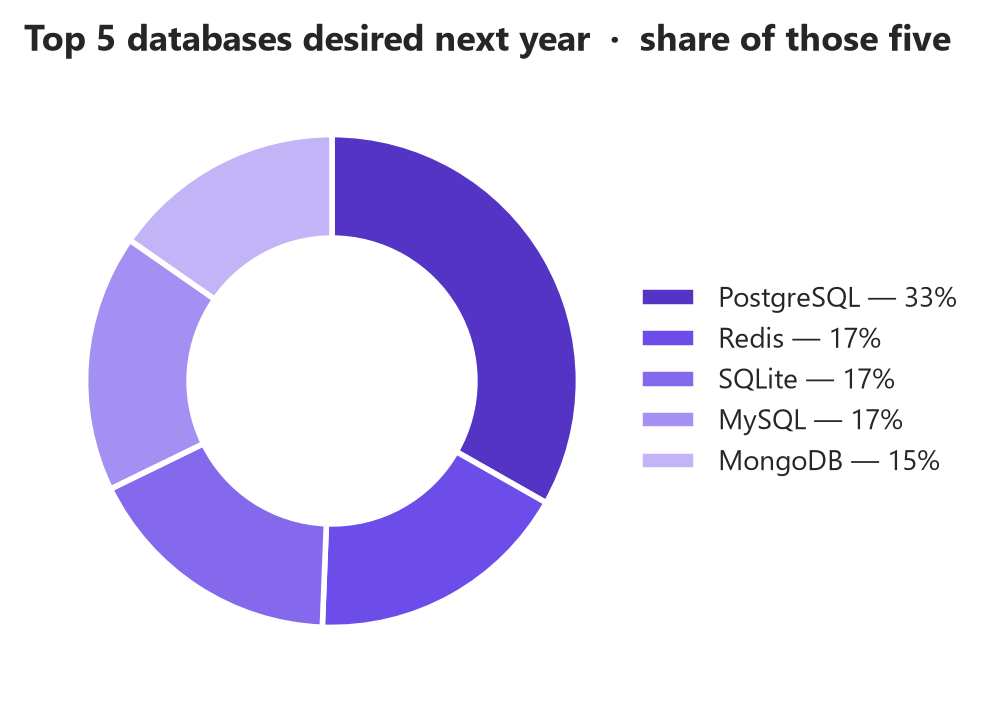 Top 5 databases desired next year · share of those five
PostgreSQL — 33%
Redis — 17%
SQLite — 17%
MySQL — 17%
MongoDB — 15%